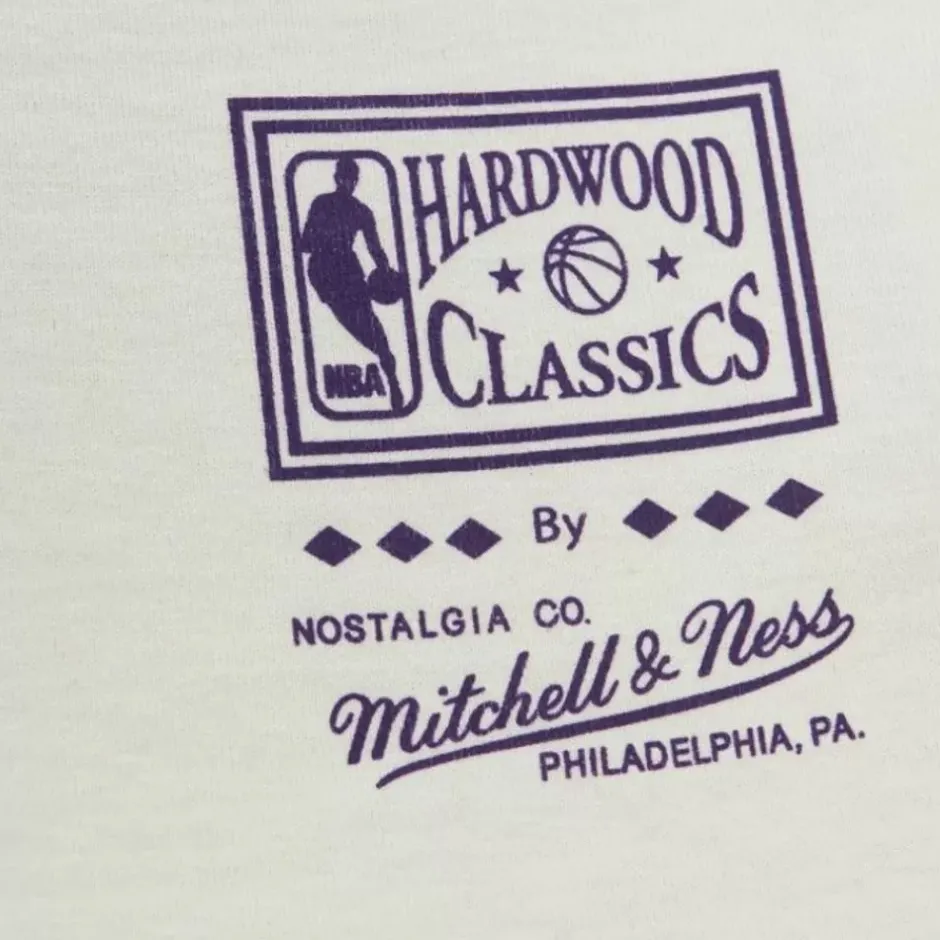 HARDWOOD
CLASSICS
NBA
By
NOSTALGIA CO.
Mitchell & Ness
PHILADELPHIA, PA.